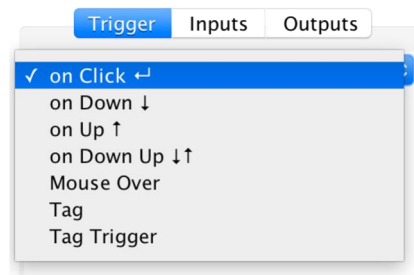 Trigger Inputs Outputs
✓ on Click ↵
on Down ↓
on Up ↑
on Down Up ↓↑
Mouse Over
Tag
Tag Trigger